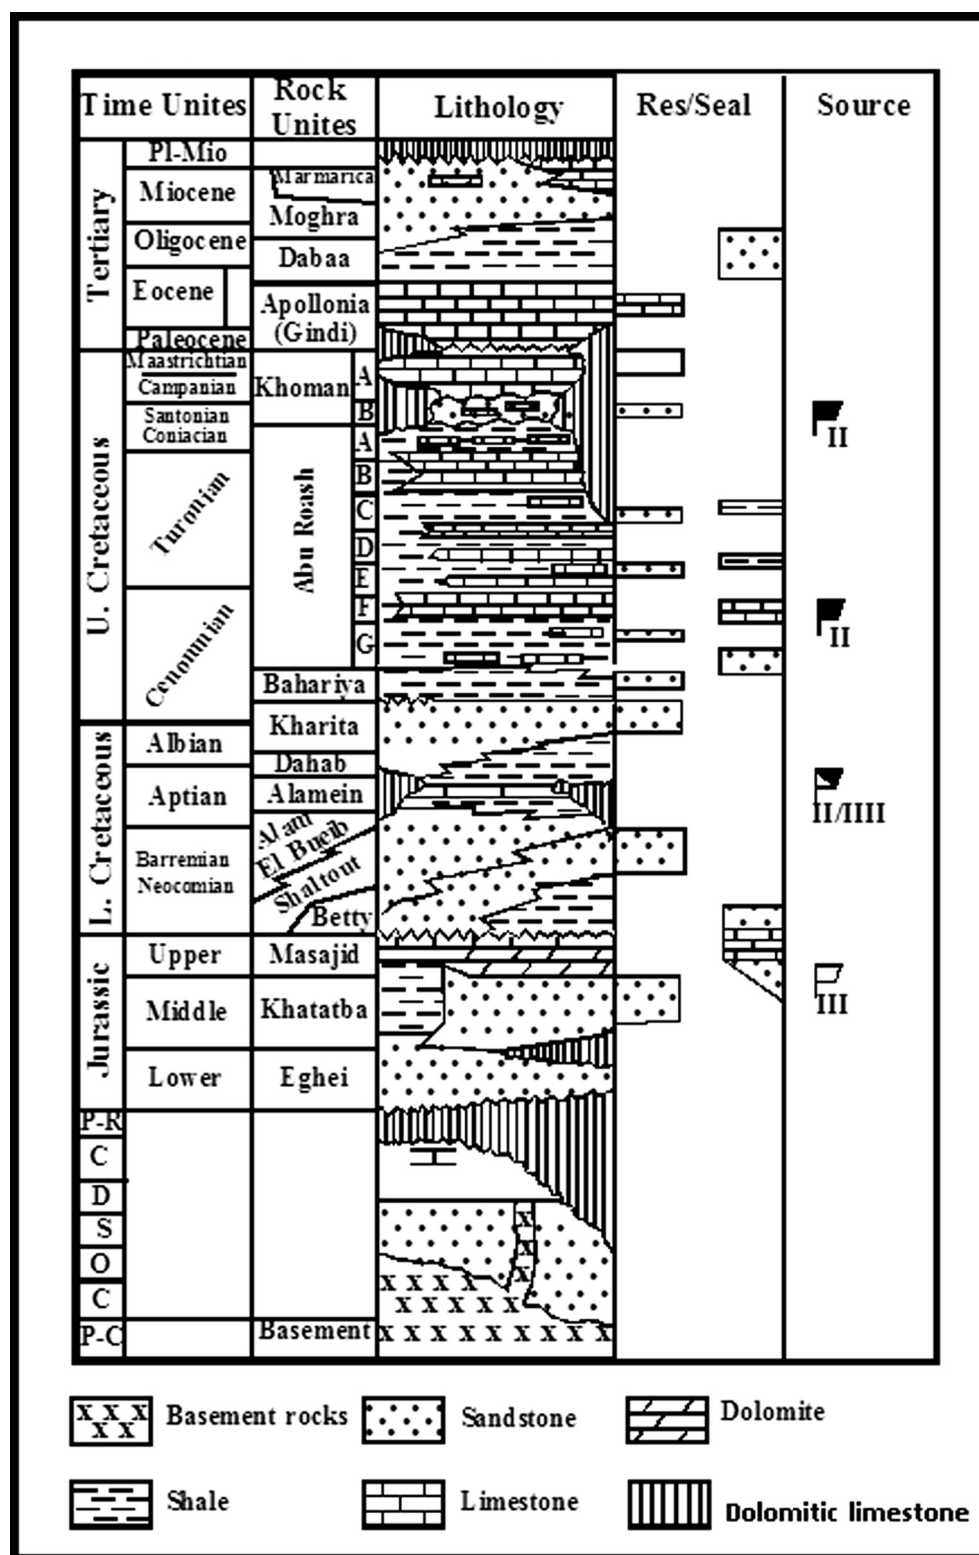 Time Unites
Rock
Unites
Lithology
Res/Seal
Source
Tertiary
Pl-Mio
Miocene
Oligocene
Eocene
Paleocene
Marmarica
Moghra
Dabaa
Apollonia
(Gindi)
U. Cretaceous
Maastrichtian
Campanian
Santonian
Coniacian
Turonian
Cenomnian
Khoman
A
B
Abu Roash
A
B
C
D
E
F
G
Bahariya
II
II
L. Cretaceous
Albian
Aptian
Barremian
Neocomian
Kharita
Dahab
Alamein
Alam
El Bueib
Shaltout
Betty
II/IIII
Jurassic
Upper
Middle
Lower
Masajid
Khatatba
Eghei
III
P-R
C
D
S
O
C
P-C
Basement
X X X X X
X X X X X
X X X X X X X X X
X
X
X
X X X
X X
Basement rocks
Sandstone
Dolomite
Shale
Limestone
Dolomitic limestone